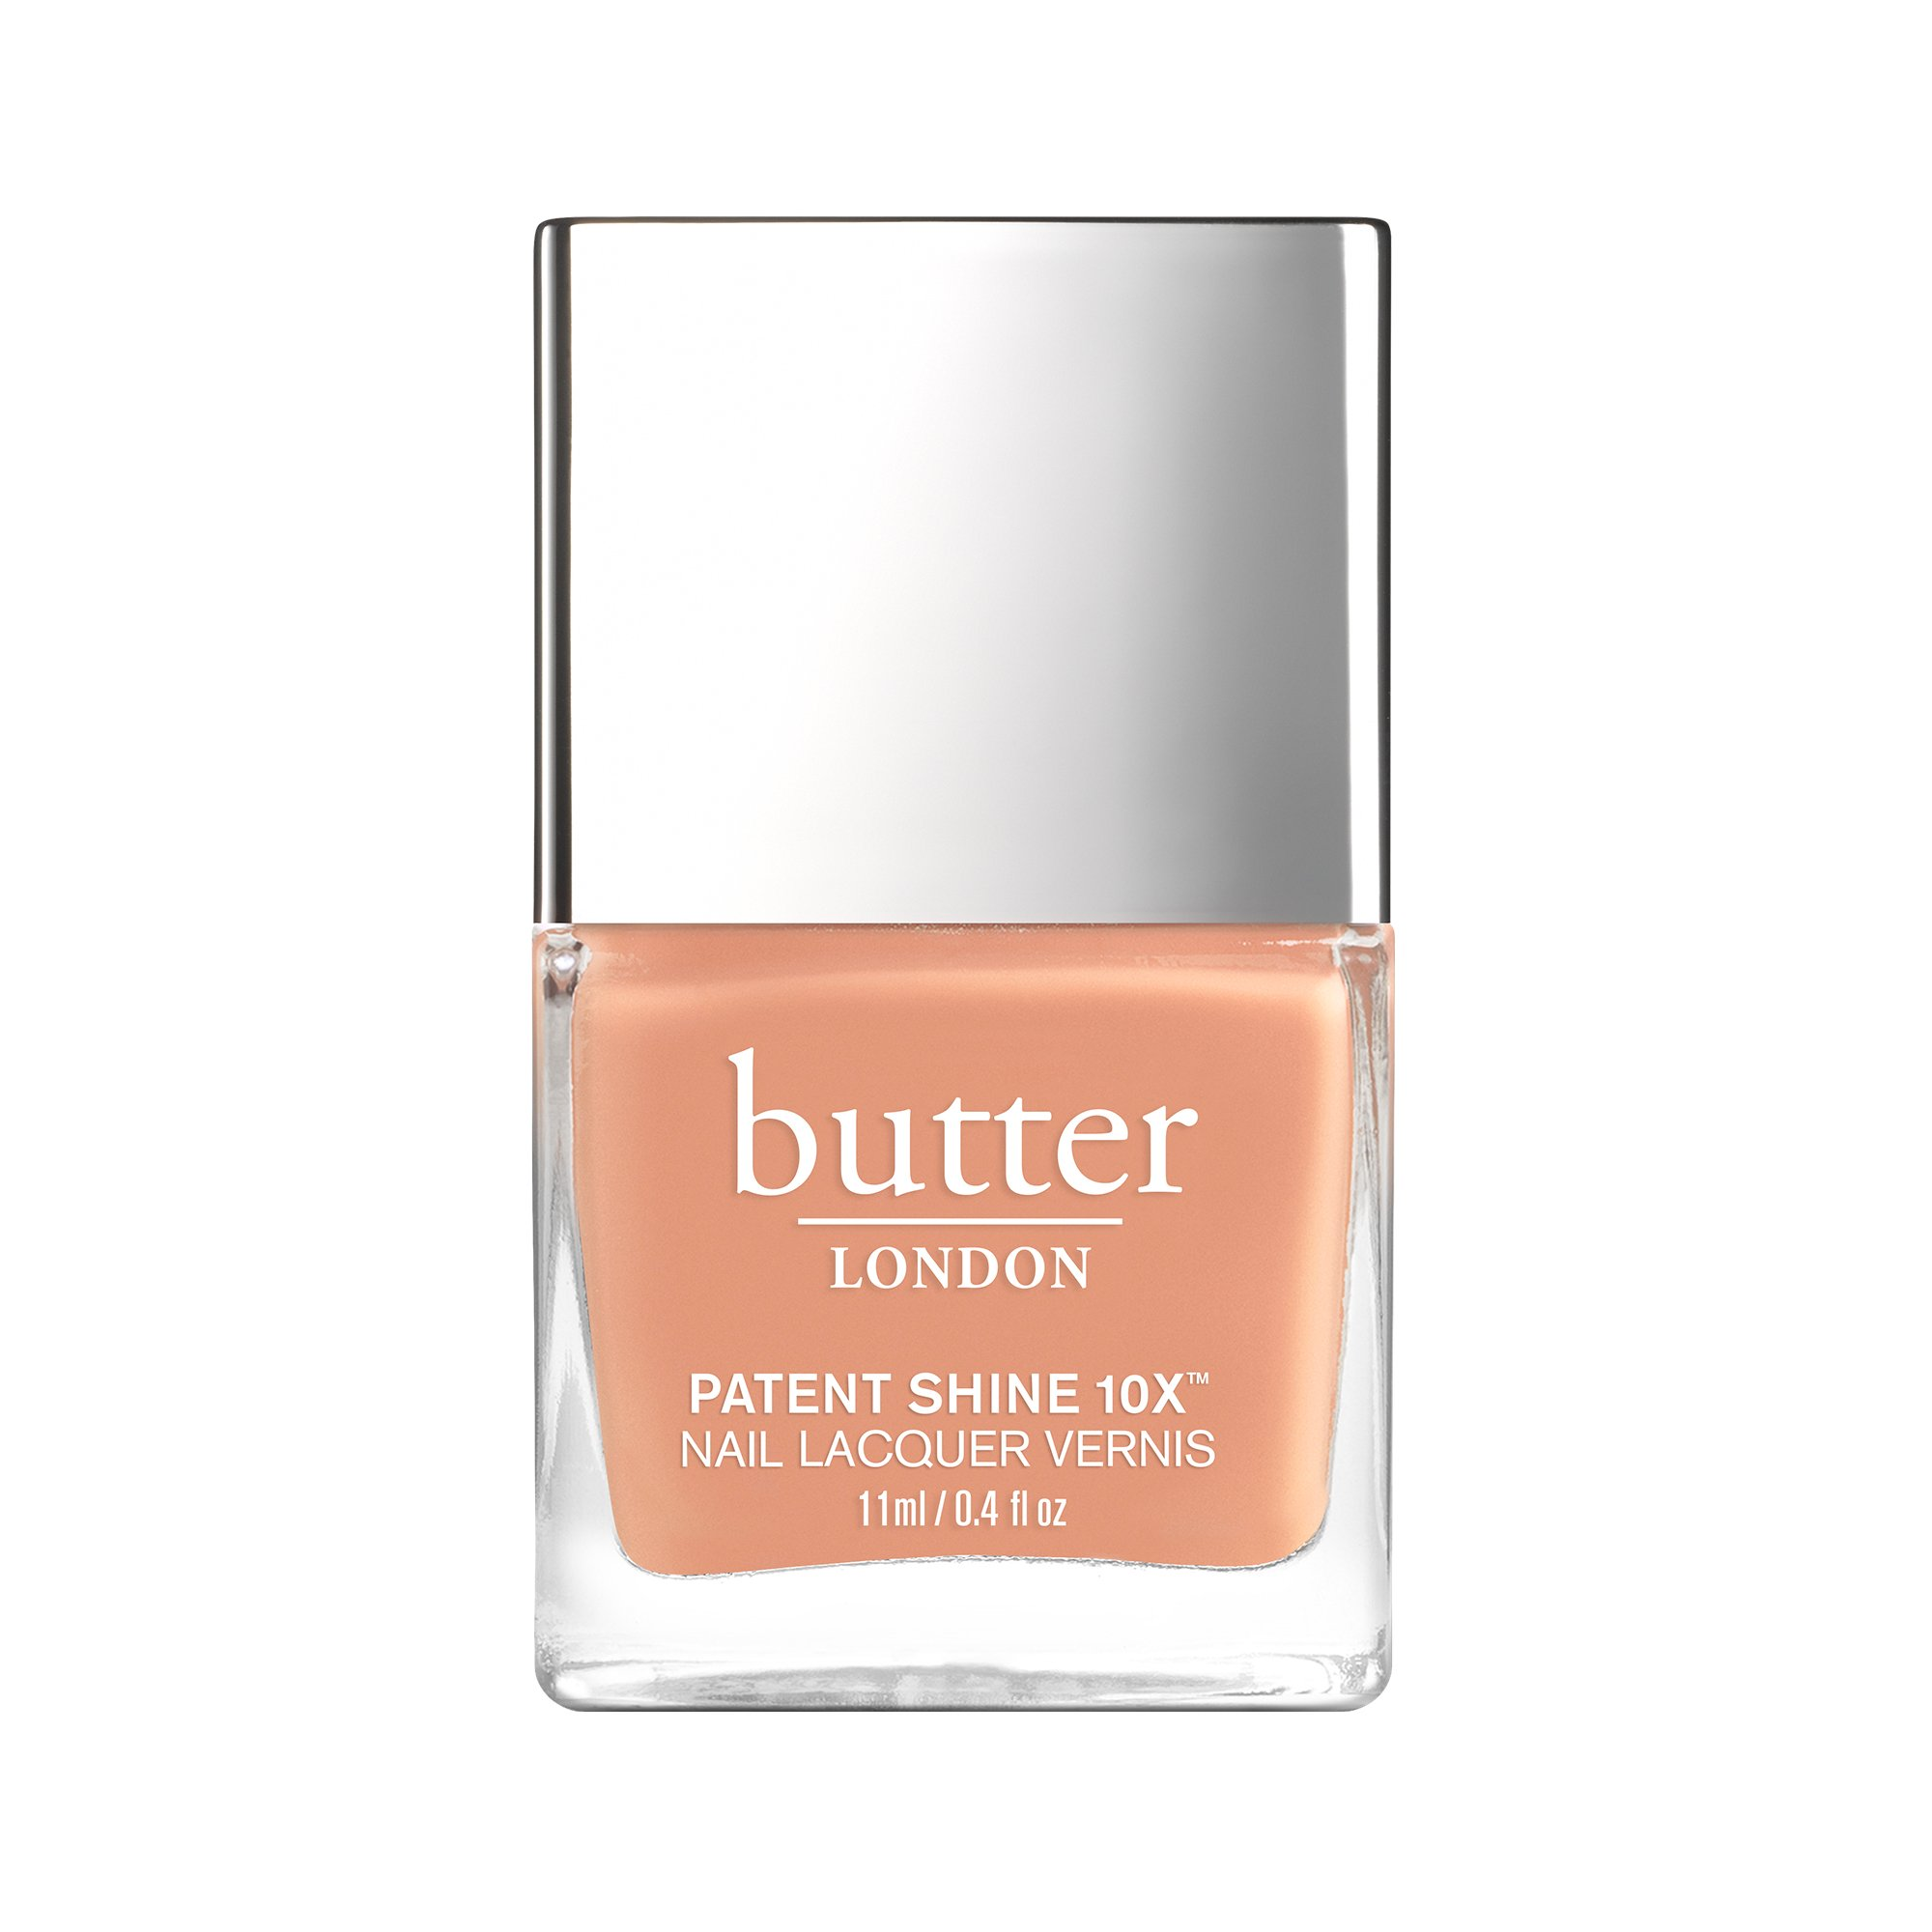 butter
LONDON
PATENT SHINE 10X™
NAIL LACQUER VERNIS
11ml / 0.4 fl oz